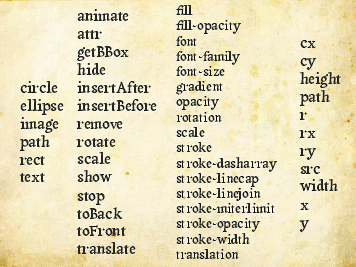 circle
ellipse
image
path
rect
text
animate
attr
getBBox
hide
insertAfter
insertBefore
remove
rotate
scale
show
stop
toBack
toFront
translate
fill
fill-opacity
font
font-family
font-size
gradient
opacity
rotation
scale
stroke
stroke-dasharray
stroke-linecap
stroke-linejoin
stroke-miterlimit
stroke-opacity
stroke-width
translation
cx
cy
height
path
r
rx
ry
src
width
x
y